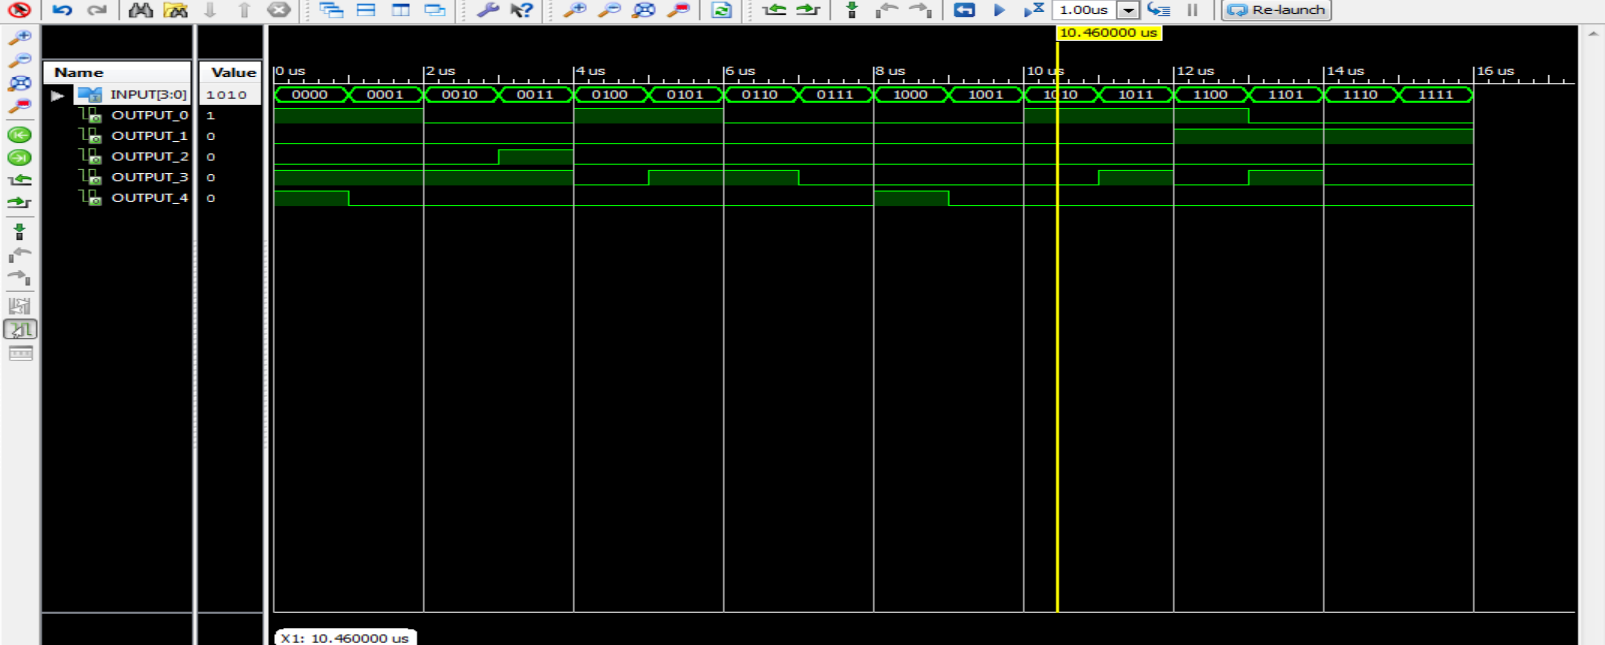 1.00us Re-launch
10.460000 us
Name Value 0 us 2 us 4 us 6 us 8 us 10 us 12 us 14 us 16 us
INPUT[3:0] 1010 0000 0001 0010 0011 0100 0101 0110 0111 1000 1001 1010 1011 1100 1101 1110 1111
OUTPUT_0 1
OUTPUT_1 0
OUTPUT_2 0
OUTPUT_3 0
OUTPUT_4 0
X1: 10.460000 us